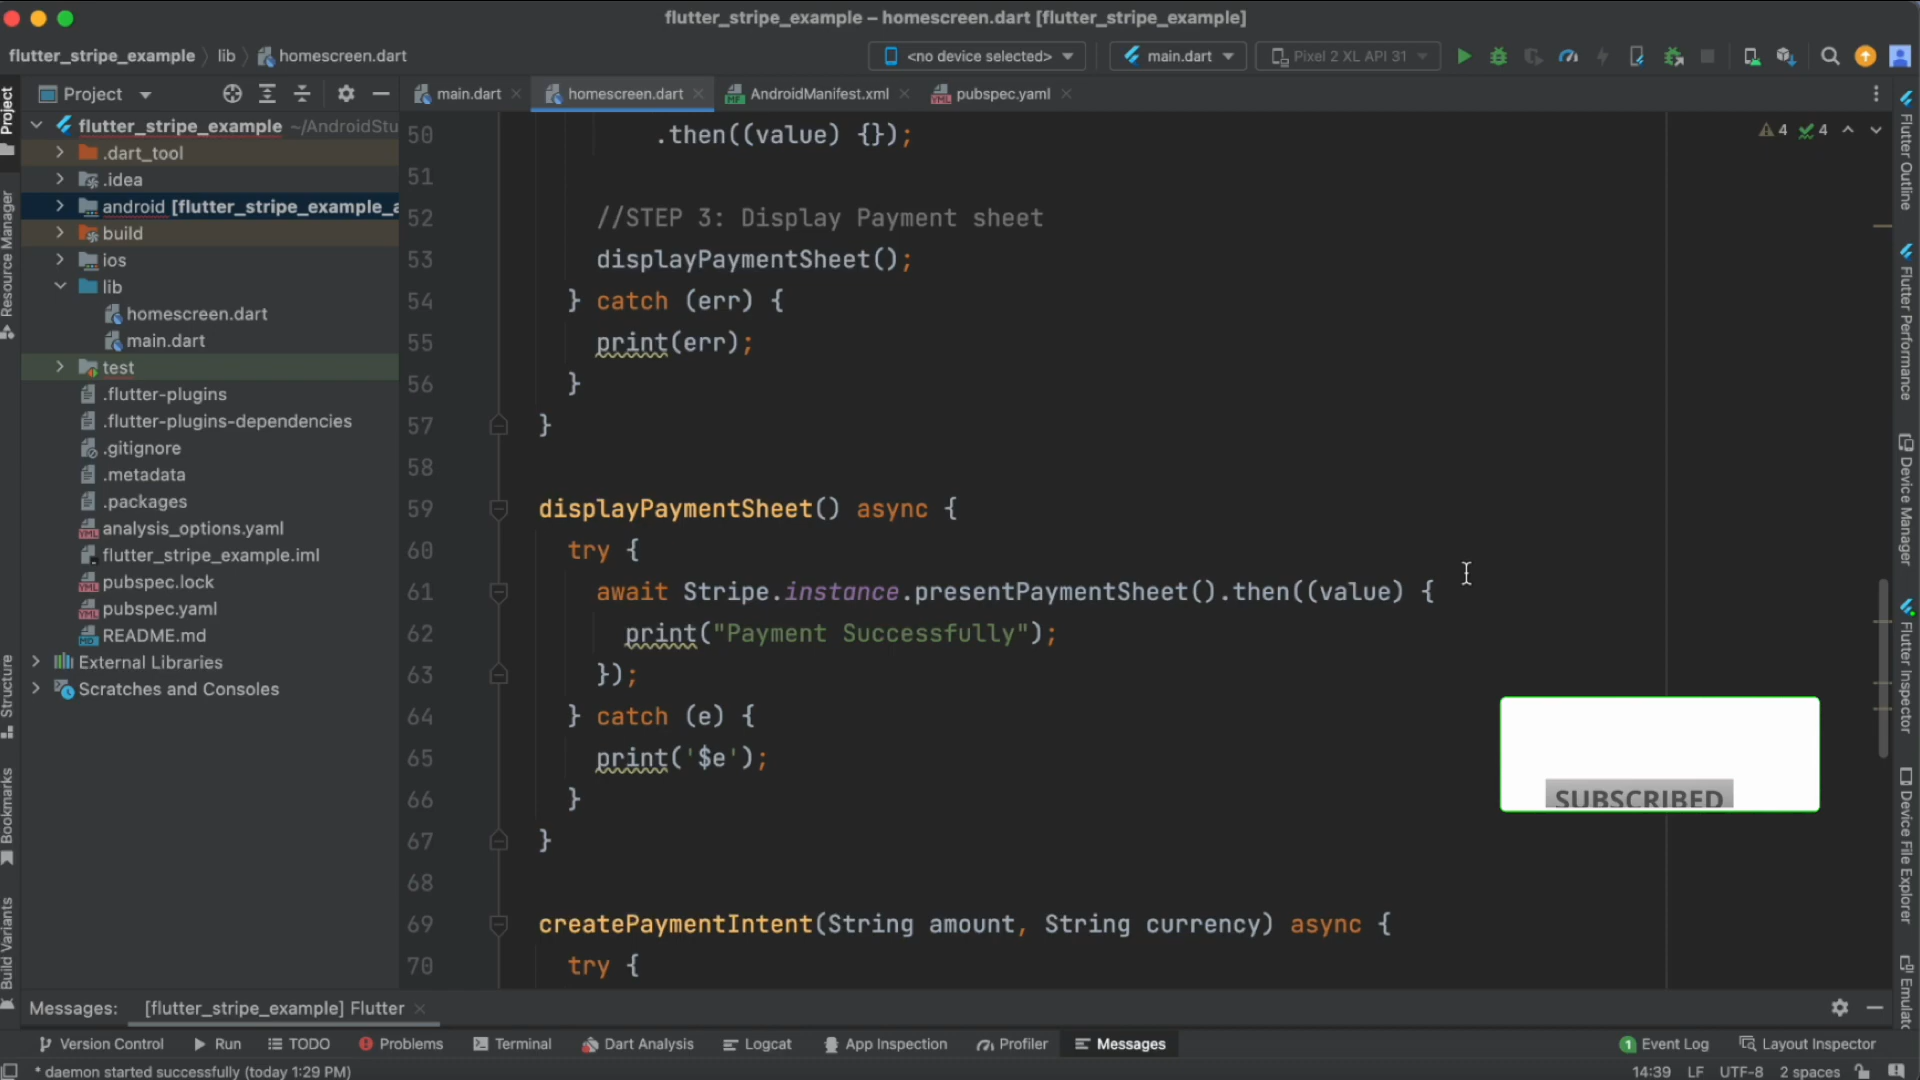 flutter_stripe_example – homescreen.dart [flutter_stripe_example]
flutter_stripe_example lib homescreen.dart
<no device selected> main.dart Pixel 2 XL API 31
Project
main.dart
homescreen.dart
AndroidManifest.xml
pubspec.yaml
flutter_stripe_example ~/AndroidStu
.dart_tool
.idea
android [flutter_stripe_example_a
build
ios
lib
homescreen.dart
main.dart
test
.flutter-plugins
.flutter-plugins-dependencies
.gitignore
.metadata
.packages
analysis_options.yaml
flutter_stripe_example.iml
pubspec.lock
pubspec.yaml
README.md
External Libraries
Scratches and Consoles
Project
Resource Manager
Structure
Bookmarks
Build Variants
4 4
50 .then((value) {});
51
52 //STEP 3: Display Payment sheet
53 displayPaymentSheet();
54 } catch (err) {
55 print(err);
56 }
57 }
58
59 displayPaymentSheet() async {
60 try {
61 await Stripe.instance.presentPaymentSheet().then((value) {
62 print("Payment Successfully");
63 });
64 } catch (e) {
65 print('$e');
66 }
67 }
68
69 createPaymentIntent(String amount, String currency) async {
70 try {
SUBSCRIBED
Flutter Outline
Flutter Performance
Device Manager
Flutter Inspector
Device File Explorer
Emulato
Messages: [flutter_stripe_example] Flutter
Version Control Run TODO Problems Terminal Dart Analysis Logcat App Inspection Profiler Messages 1 Event Log Layout Inspector
* daemon started successfully (today 1:29 PM) 14:39 LF UTF-8 2 spaces